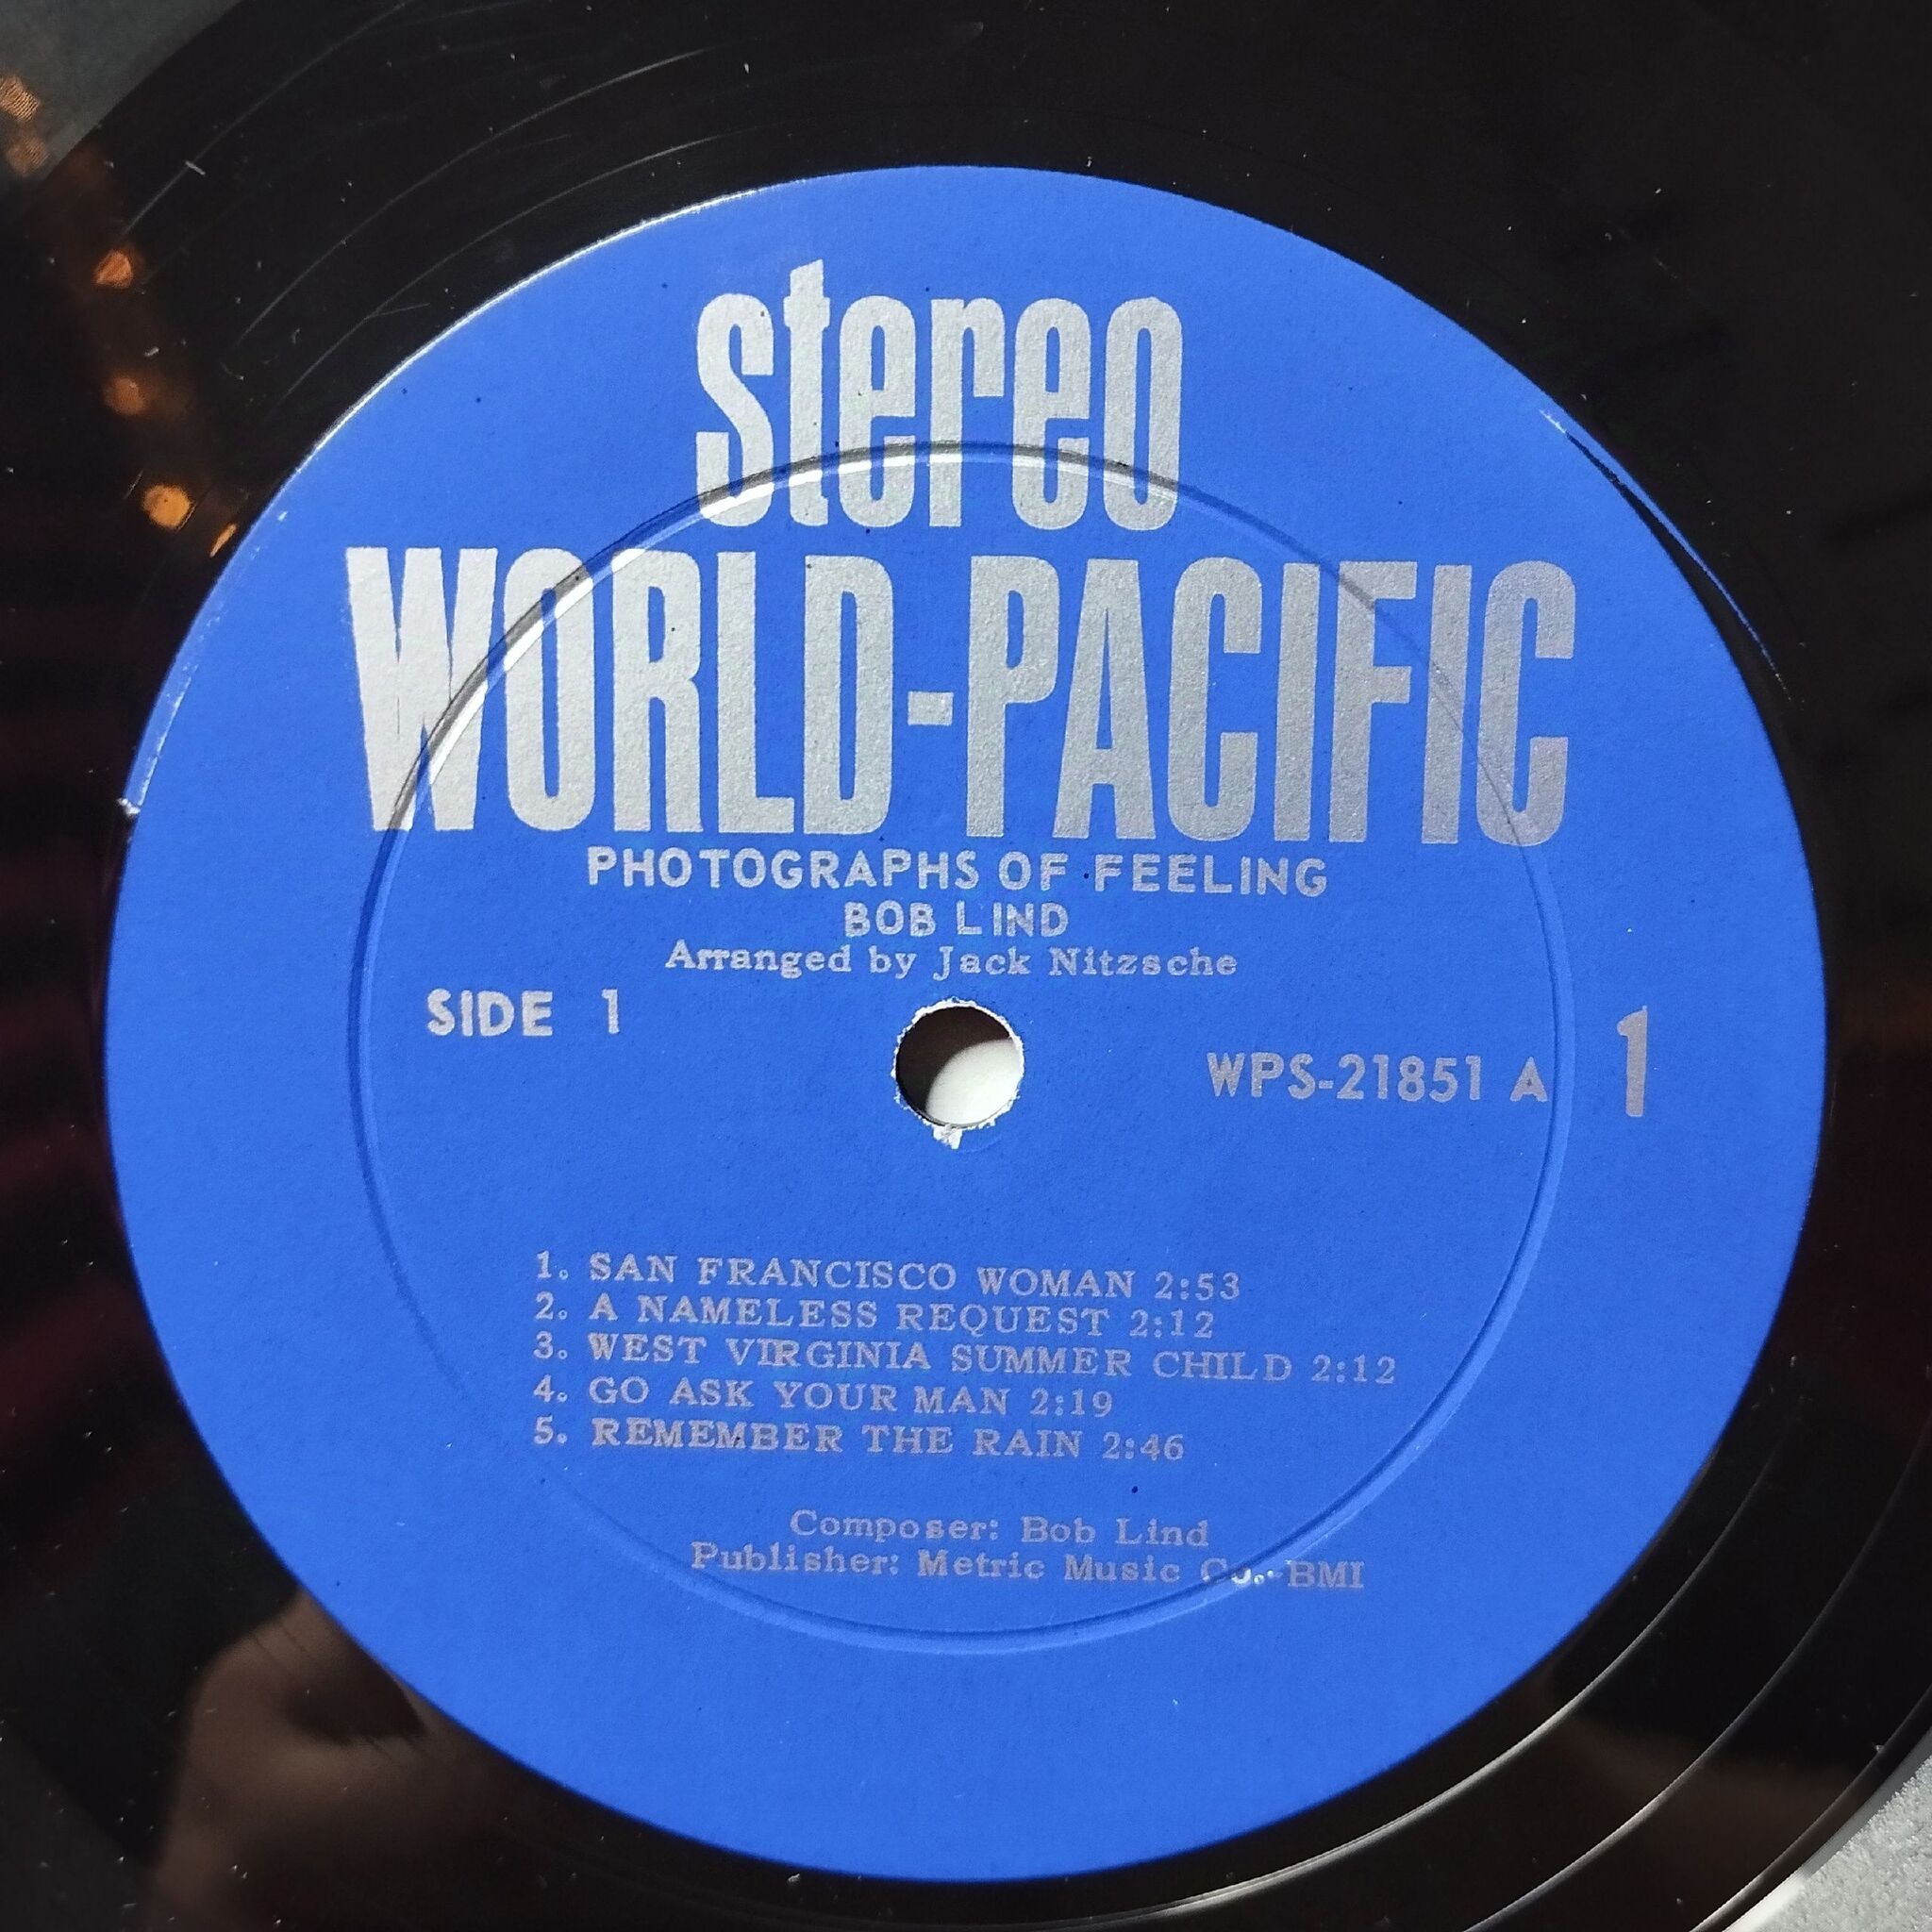 stereo
WORLD-PACIFIC
PHOTOGRAPHS OF FEELING
BOB LIND
Arranged by Jack Nitzsche
SIDE 1
WPS-21851 A 1
1. SAN FRANCISCO WOMAN 2:53
2. A NAMELESS REQUEST 2:12
3. WEST VIRGINIA SUMMER CHILD 2:12
4. GO ASK YOUR MAN 2:19
5. REMEMBER THE RAIN 2:46
Composer: Bob Lind
Publisher: Metric Music Co.-BMI